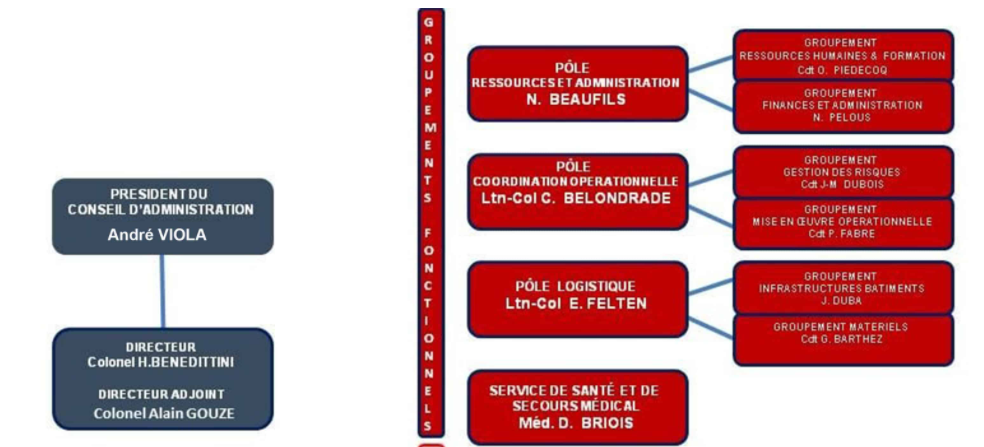 PRESIDENT DU
CONSEIL D'ADMINISTRATION
André VIOLA
DIRECTEUR
Colonel H.BENEDITTINI
DIRECTEUR ADJOINT
Colonel Alain GOUZE
GROUPEMENTS FONCTIONNELS
PÔLE
RESSOURCES ET ADMINISTRATION
N. BEAUFILS
GROUPEMENT
RESSOURCES HUMAINES & FORMATION
Cdt O. PIEDECOQ
GROUPEMENT
FINANCES ET ADMINISTRATION
N. PELOUS
PÔLE
COORDINATION OPERATIONNELLE
Ltn-Col C. BELONDRADE
GROUPEMENT
GESTION DES RISQUES
Cdt J-M DUBOIS
GROUPEMENT
MISE EN ŒUVRE OPERATIONNELLE
Cdt P. FABRE
PÔLE LOGISTIQUE
Ltn-Col E. FELTEN
GROUPEMENT
INFRASTRUCTURES BATIMENTS
J. DUBA
GROUPEMENT MATERIELS
Cdt G. BARTHEZ
SERVICE DE SANTÉ ET DE
SECOURS MÉDICAL
Méd. D. BRIOIS